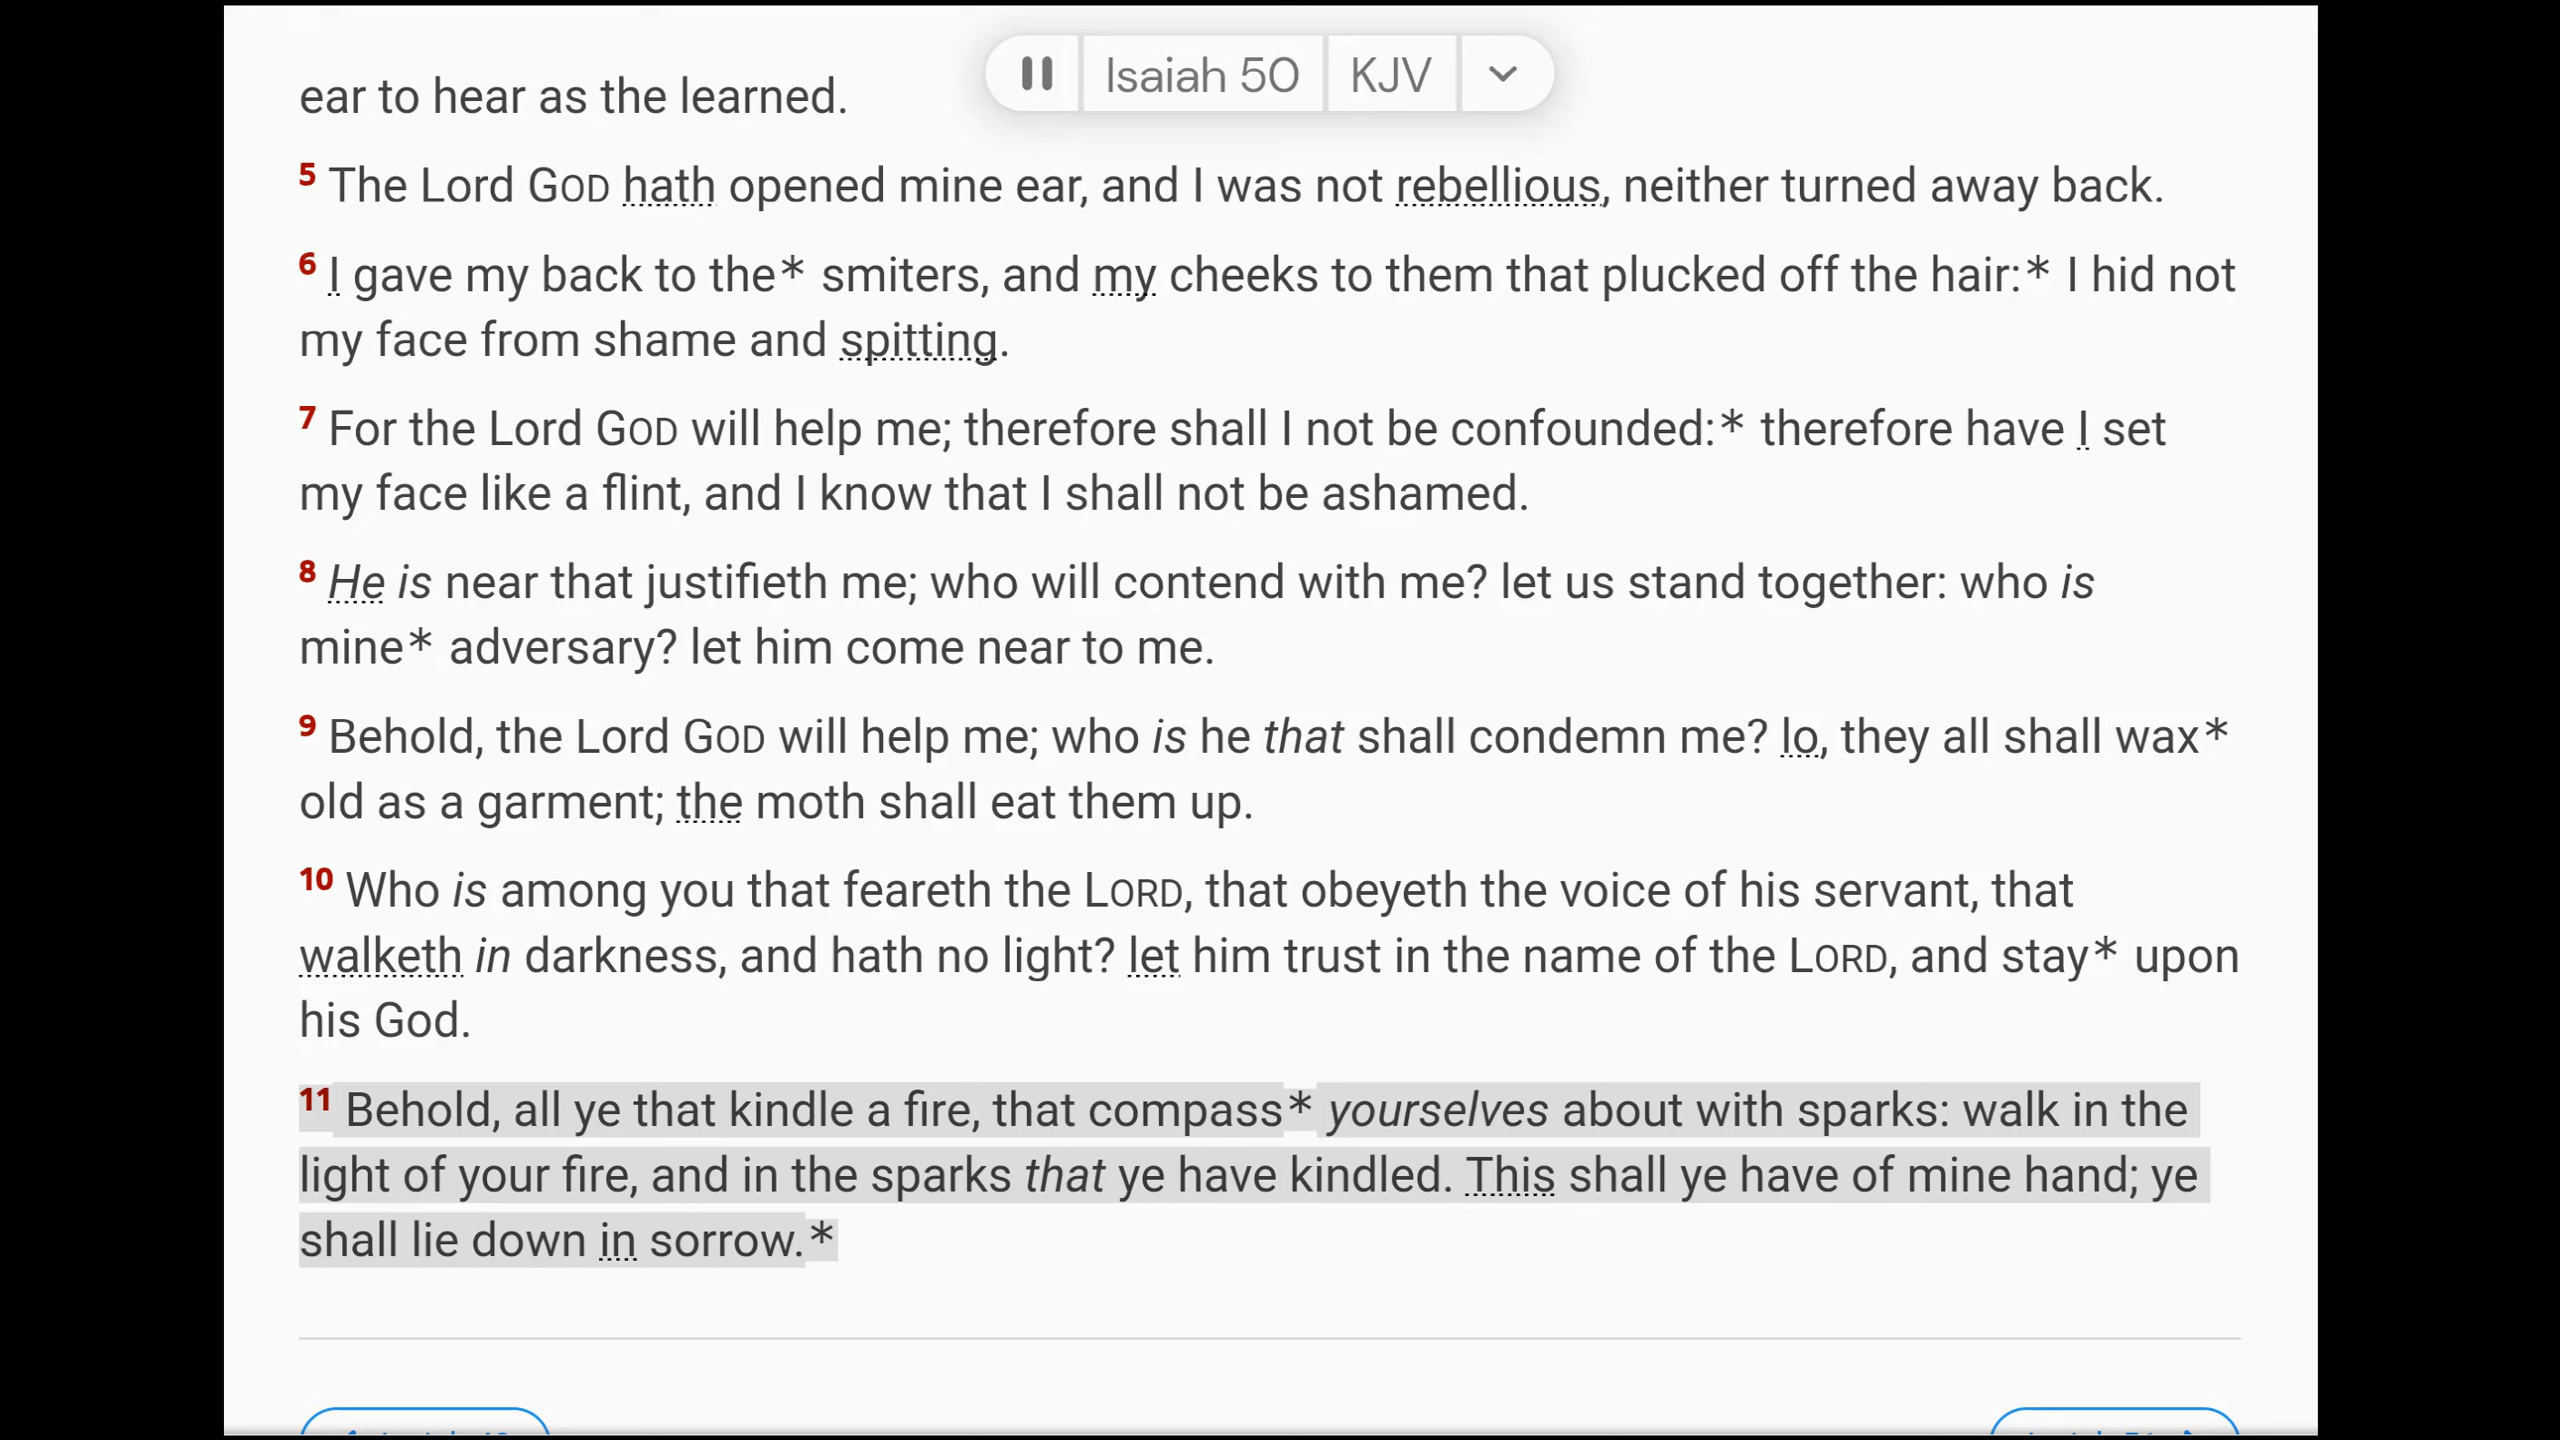 Isaiah 50 KJV
ear to hear as the learned.
5 The Lord GOD hath opened mine ear, and I was not rebellious, neither turned away back.
6 I gave my back to the* smiters, and my cheeks to them that plucked off the hair:* I hid not
my face from shame and spitting.
7 For the Lord GOD will help me; therefore shall I not be confounded:* therefore have I set
my face like a flint, and I know that I shall not be ashamed.
8 He is near that justifieth me; who will contend with me? let us stand together: who is
mine* adversary? let him come near to me.
9 Behold, the Lord GOD will help me; who is he that shall condemn me? lo, they all shall wax*
old as a garment; the moth shall eat them up.
10 Who is among you that feareth the LORD, that obeyeth the voice of his servant, that
walketh in darkness, and hath no light? let him trust in the name of the LORD, and stay* upon
his God.
11 Behold, all ye that kindle a fire, that compass* yourselves about with sparks: walk in the
light of your fire, and in the sparks that ye have kindled. This shall ye have of mine hand; ye
shall lie down in sorrow.*